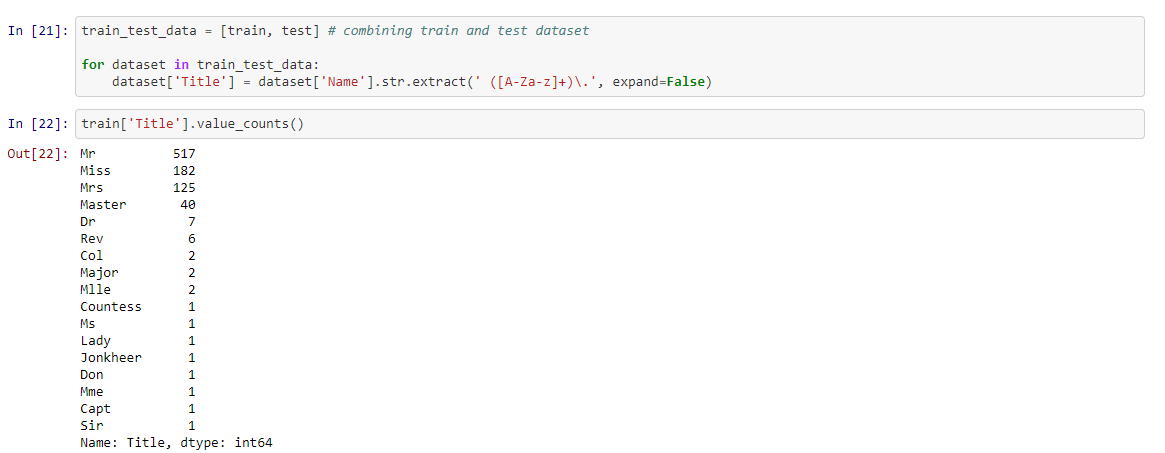 In [21]: train_test_data = [train, test] # combining train and test dataset
for dataset in train_test_data:
    dataset['Title'] = dataset['Name'].str.extract(' ([A-Za-z]+)\.', expand=False)
In [22]: train['Title'].value_counts()
Out[22]: Mr 517
Miss 182
Mrs 125
Master 40
Dr 7
Rev 6
Col 2
Major 2
Mlle 2
Countess 1
Ms 1
Lady 1
Jonkheer 1
Don 1
Mme 1
Capt 1
Sir 1
Name: Title, dtype: int64